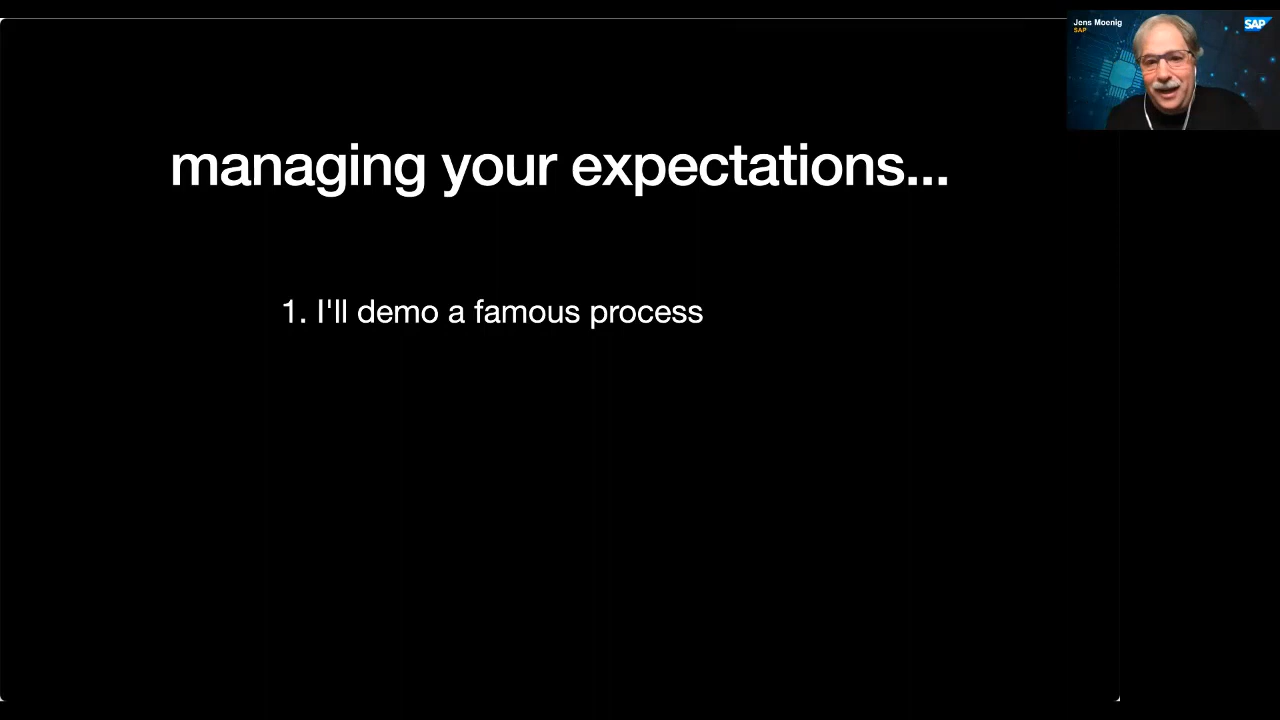 Jens Moenig
SAP
SAP
managing your expectations...
1. I'll demo a famous process